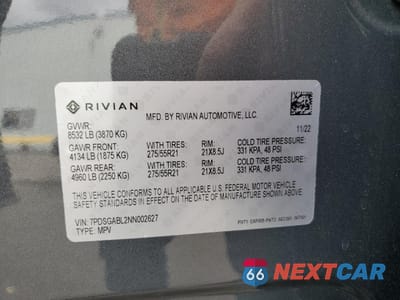 RIVIAN
MFD. BY RIVIAN AUTOMOTIVE, LLC.
11/22
GVWR:
8532 LB (3870 KG)
GAWR FRONT: WITH TIRES: RIM: COLD TIRE PRESSURE:
4134 LB (1875 KG) 275/55R21 21X8.5J 331 KPA, 48 PSI
GAWR REAR: WITH TIRES: RIM: COLD TIRE PRESSURE:
4960 LB (2250 KG) 275/55R21 21X8.5J 331 KPA, 48 PSI
THIS VEHICLE CONFORMS TO ALL APPLICABLE U.S. FEDERAL MOTOR VEHICLE
SAFETY STANDARDS IN EFFECT ON THE DATE OF MANUFACTURE SHOWN ABOVE.
VIN: 7PDSGABL2NN002627
TYPE: MPV
66 NEXTCAR